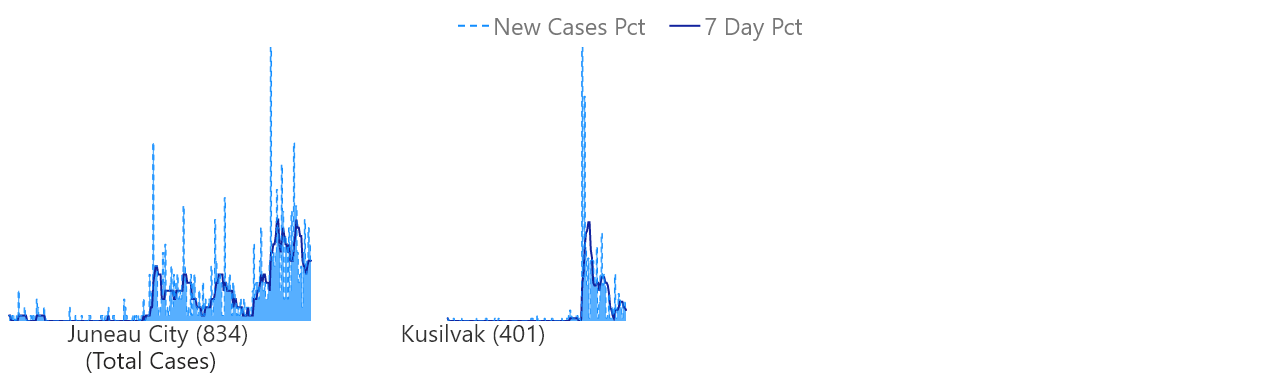 New Cases Pct 7 Day Pct
Juneau City (834) Kusilvak (401)
(Total Cases)